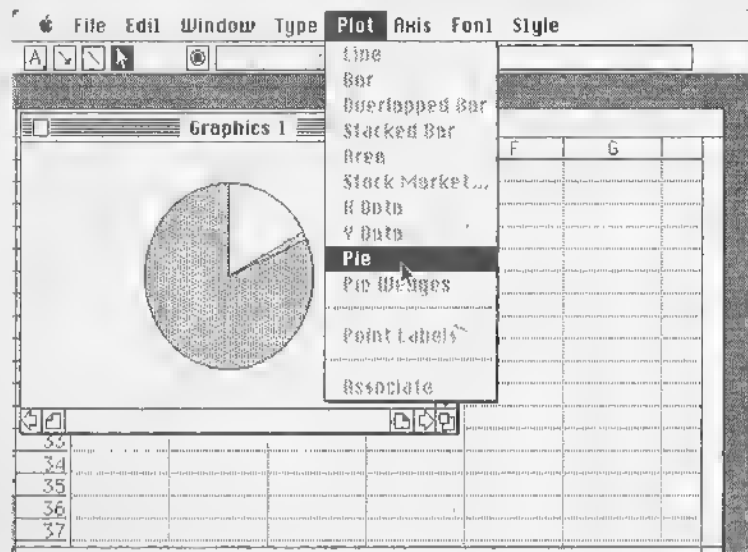 File Edit Window Type Plot Axis Font Style
A
Line
Bar
Overlapped Bar
Stacked Bar
Area
Stock Market...
X Data
Y Data
Pie
Pie Wedges
Point Labels
Associate
Graphics 1
F G
33
34
35
36
37